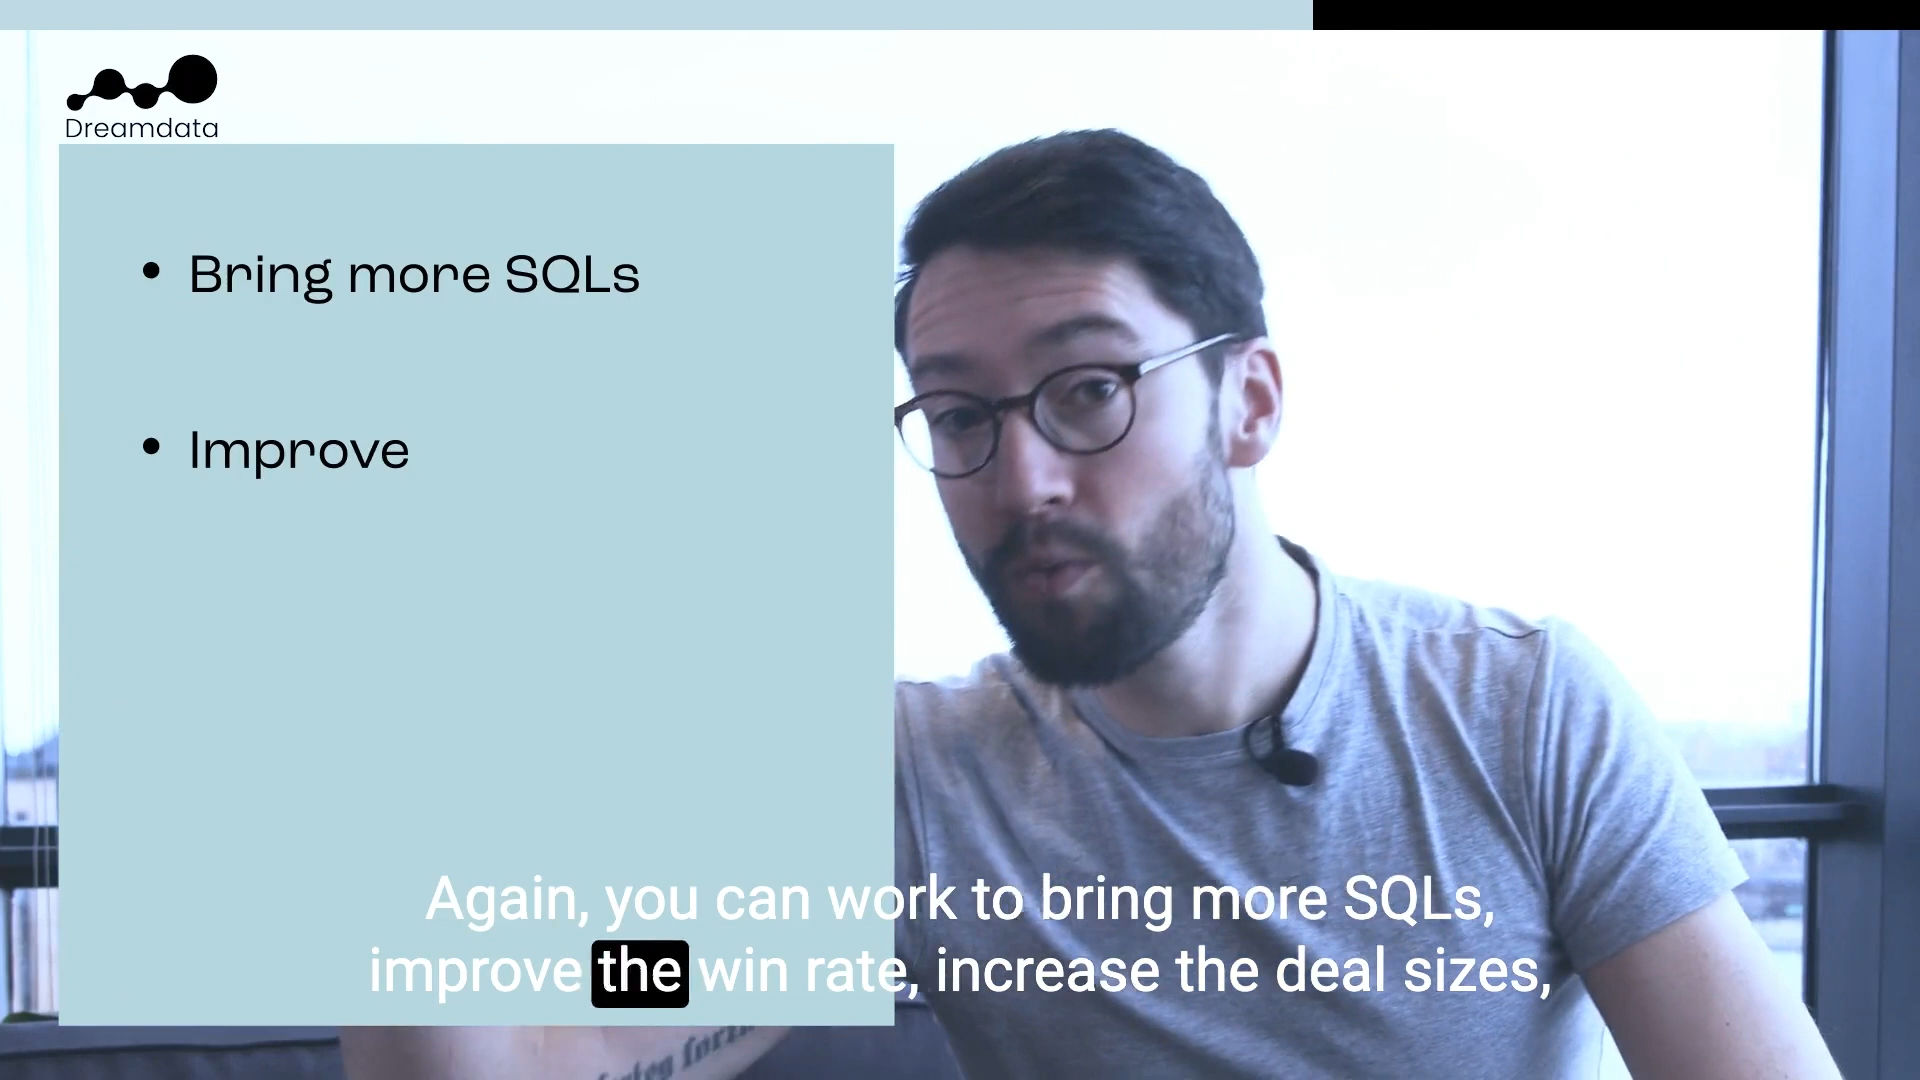 Dreamdata
• Bring more SQLs
• Improve
Again, you can work to bring more SQLs,
improve the win rate, increase the deal sizes,